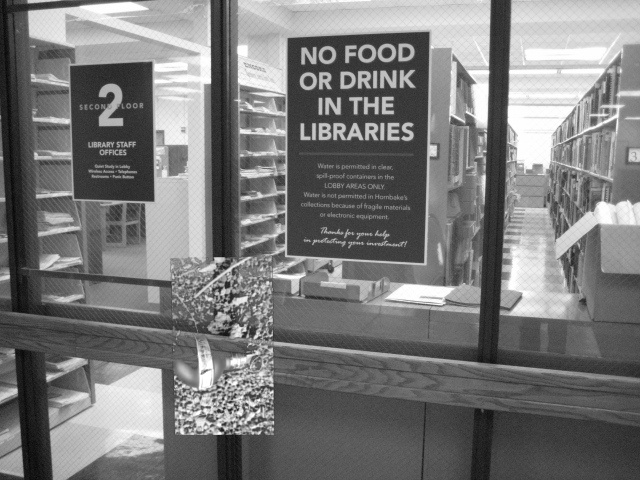 2
SECOND FLOOR
LIBRARY STAFF
OFFICES
NO FOOD
OR DRINK
IN THE
LIBRARIES
Water is permitted in clear,
spill-proof containers in the
LOBBY AREAS ONLY.
Water is not permitted in Hornbake's
collections because of fragile materials
or electronic equipment.
Thanks for your help
in protecting your investment!